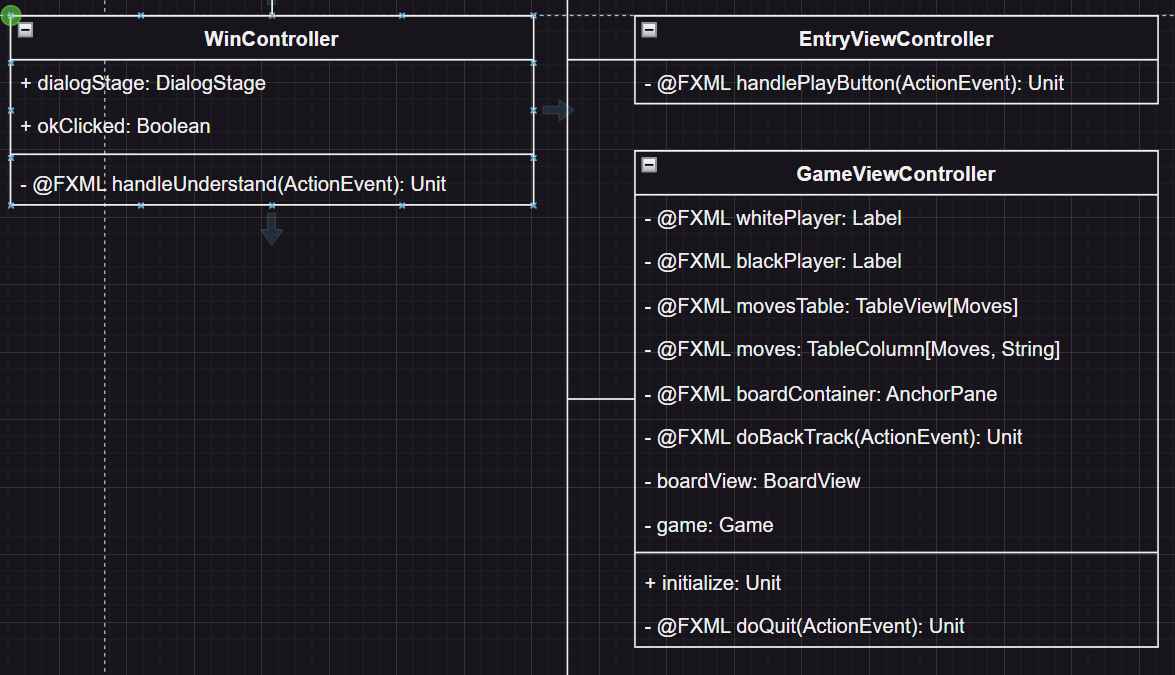 WinController
+ dialogStage: DialogStage
+ okClicked: Boolean
- @FXML handleUnderstand(ActionEvent): Unit
EntryViewController
- @FXML handlePlayButton(ActionEvent): Unit
GameViewController
- @FXML whitePlayer: Label
- @FXML blackPlayer: Label
- @FXML movesTable: TableView[Moves]
- @FXML moves: TableColumn[Moves, String]
- @FXML boardContainer: AnchorPane
- @FXML doBackTrack(ActionEvent): Unit
- boardView: BoardView
- game: Game
+ initialize: Unit
- @FXML doQuit(ActionEvent): Unit